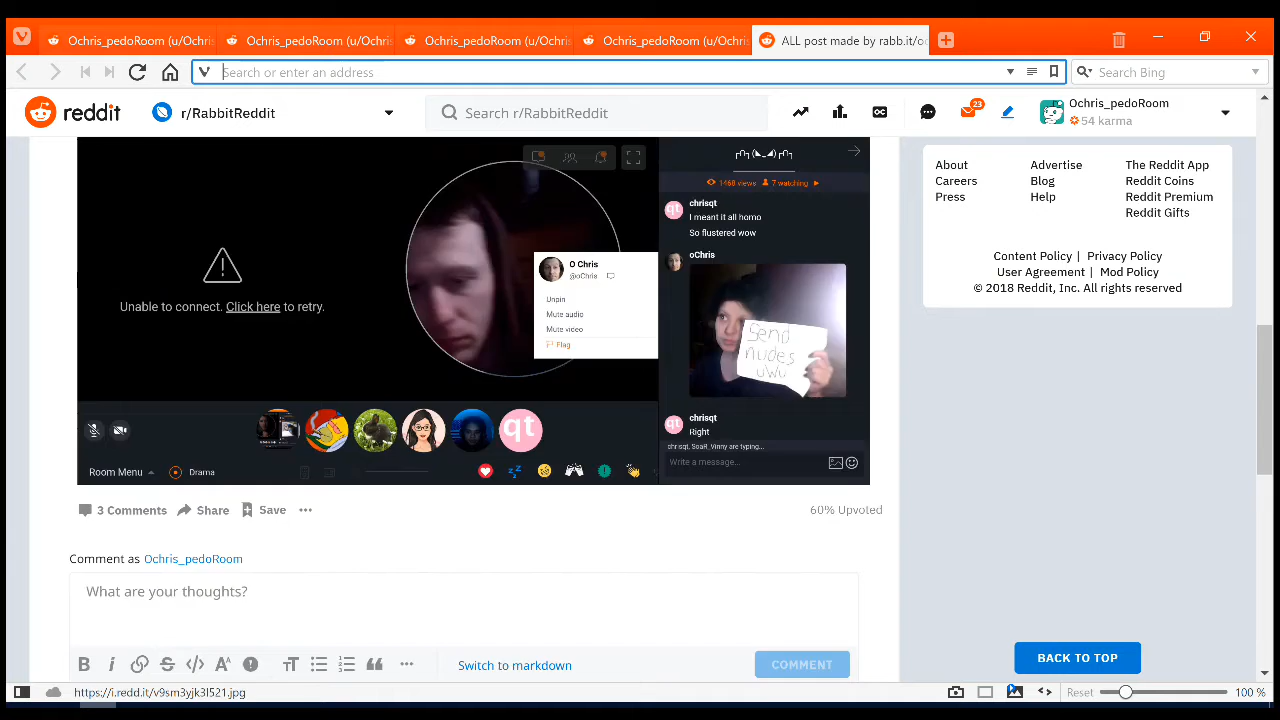 Ochris_pedoRoom (u/Ochri
Ochris_pedoRoom (u/Ochris
Ochris_pedoRoom (u/Ochris
Ochris_pedoRoom (u/Ochris
ALL post made by rabb.it/oc
Search or enter an address
Search Bing
reddit
r/RabbitReddit
Search r/RabbitReddit
23
Ochris_pedoRoom
54 karma
1468 views 7 watching
chrisqt
I meant it all homo
So flustered wow
oChris
Send
nudes
uwu
qt
chrisqt
Right
chrisqt, SoaR_Vinny are typing...
Write a message...
Unable to connect. Click here to retry.
O Chris
@oChris
Unpin
Mute audio
Mute video
Flag
qt
Room Menu
Drama
About
Advertise
The Reddit App
Careers
Blog
Reddit Coins
Press
Help
Reddit Premium
Reddit Gifts
Content Policy | Privacy Policy
User Agreement | Mod Policy
© 2018 Reddit, Inc. All rights reserved
3 Comments
Share
Save
60% Upvoted
Comment as Ochris_pedoRoom
What are your thoughts?
Switch to markdown
COMMENT
BACK TO TOP
https://i.redd.it/v9sm3yjk3l521.jpg
Reset
100 %